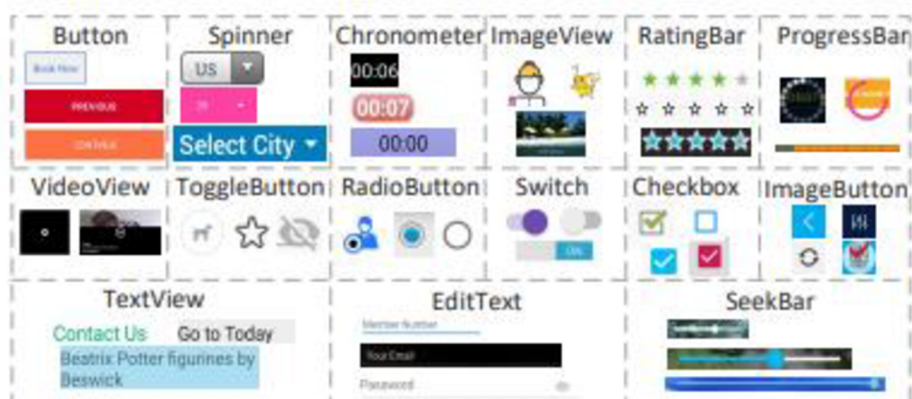 Button
Spinner
Chronometer
ImageView
RatingBar
ProgressBar
Book Now
US
00:06
PREVIOUS
00:07
CONTINUE
Select City
00:00
VideoView
ToggleButton
RadioButton
Switch
Checkbox
ImageButton
ON
TextView
EditText
SeekBar
Contact Us
Go to Today
Member Number
Beatrix Potter figurines by
Beswick
Your Email
Password